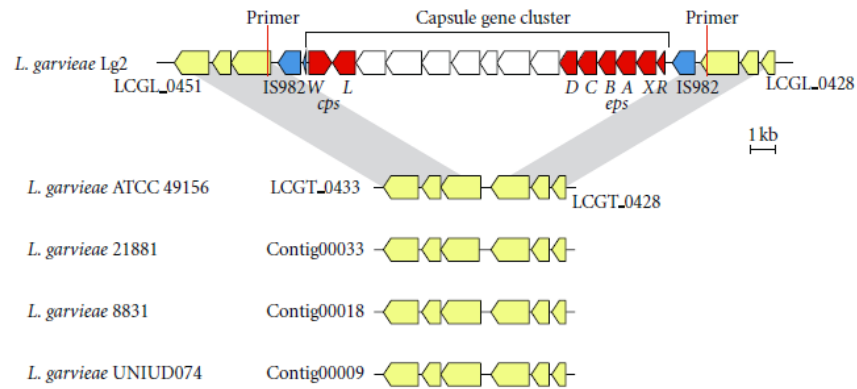 Primer Capsule gene cluster Primer
L. garvieae Lg2
LCGL_0451 IS982 W L D C B A X R IS982 LCGL_0428
cps eps
1 kb
L. garvieae ATCC 49156 LCGT_0433 LCGT_0428
L. garvieae 21881 Contig00033
L. garvieae 8831 Contig00018
L. garvieae UNIUD074 Contig00009